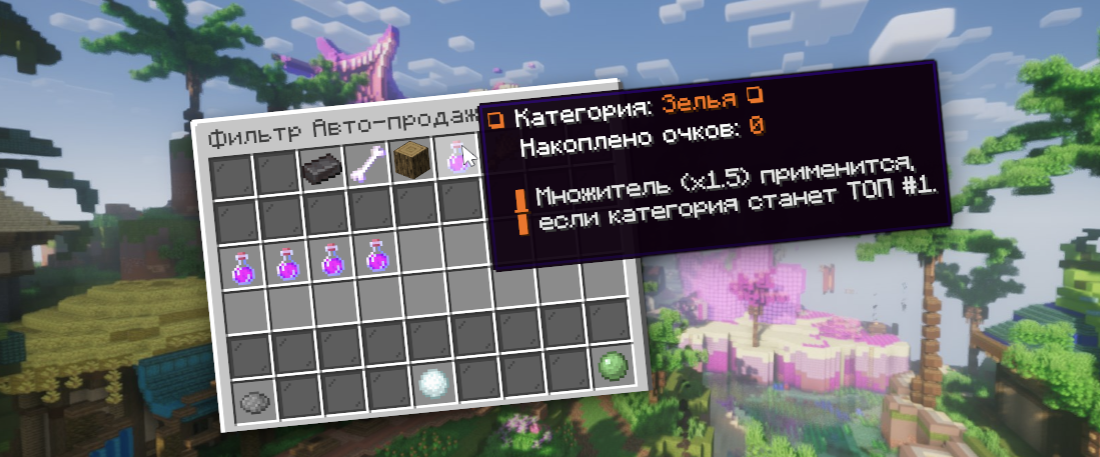 Фильтр Авто-продаж
Категория: Зелья
Накоплено очков: 0
Множитель (x1.5) применится,
если категория станет ТОП #1.